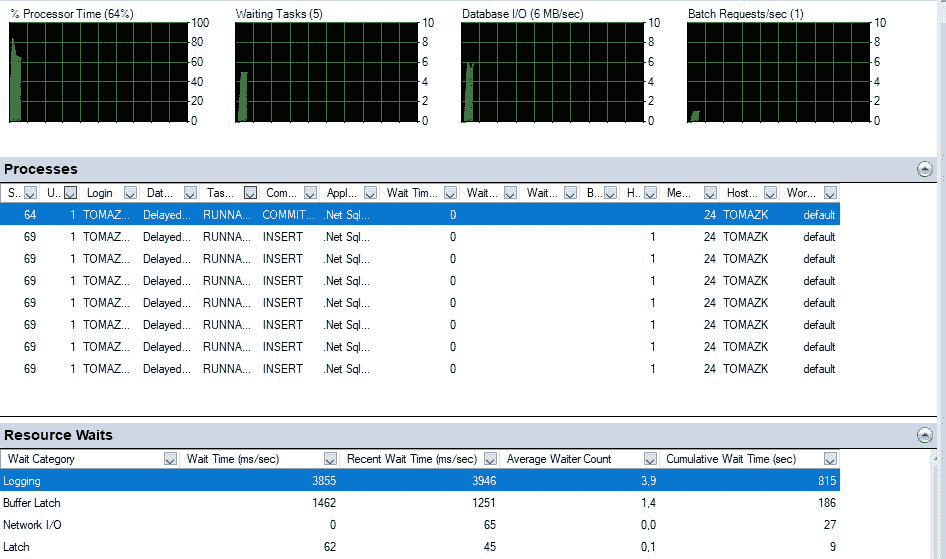 % Processor Time (64%) Waiting Tasks (5) Database I/O (6 MB/sec) Batch Requests/sec (1)
100 10 10 10
80 8 8 8
60 6 6 6
40 4 4 4
20 2 2 2
0 0 0 0
Processes
S.. U.. Login Dat... Tas... Com... Appl... Wait Tim... Wait... Wait... B... H.. Me... Host... Wor...
64 1 TOMAZ... Delayed... RUNNA... COMMIT... .Net Sql... 0 24 TOMAZK default
69 1 TOMAZ... Delayed... RUNNA... INSERT .Net Sql... 0 1 24 TOMAZK default
69 1 TOMAZ... Delayed... RUNNA... INSERT .Net Sql... 0 1 24 TOMAZK default
69 1 TOMAZ... Delayed... RUNNA... INSERT .Net Sql... 0 1 24 TOMAZK default
69 1 TOMAZ... Delayed... RUNNA... INSERT .Net Sql... 0 1 24 TOMAZK default
69 1 TOMAZ... Delayed... RUNNA... INSERT .Net Sql... 0 1 24 TOMAZK default
69 1 TOMAZ... Delayed... RUNNA... INSERT .Net Sql... 0 1 24 TOMAZK default
69 1 TOMAZ... Delayed... RUNNA... INSERT .Net Sql... 0 1 24 TOMAZK default
Resource Waits
Wait Category Wait Time (ms/sec) Recent Wait Time (ms/sec) Average Waiter Count Cumulative Wait Time (sec)
Logging 3855 3946 3,9 815
Buffer Latch 1462 1251 1,4 186
Network I/O 0 65 0,0 27
Latch 62 45 0,1 9